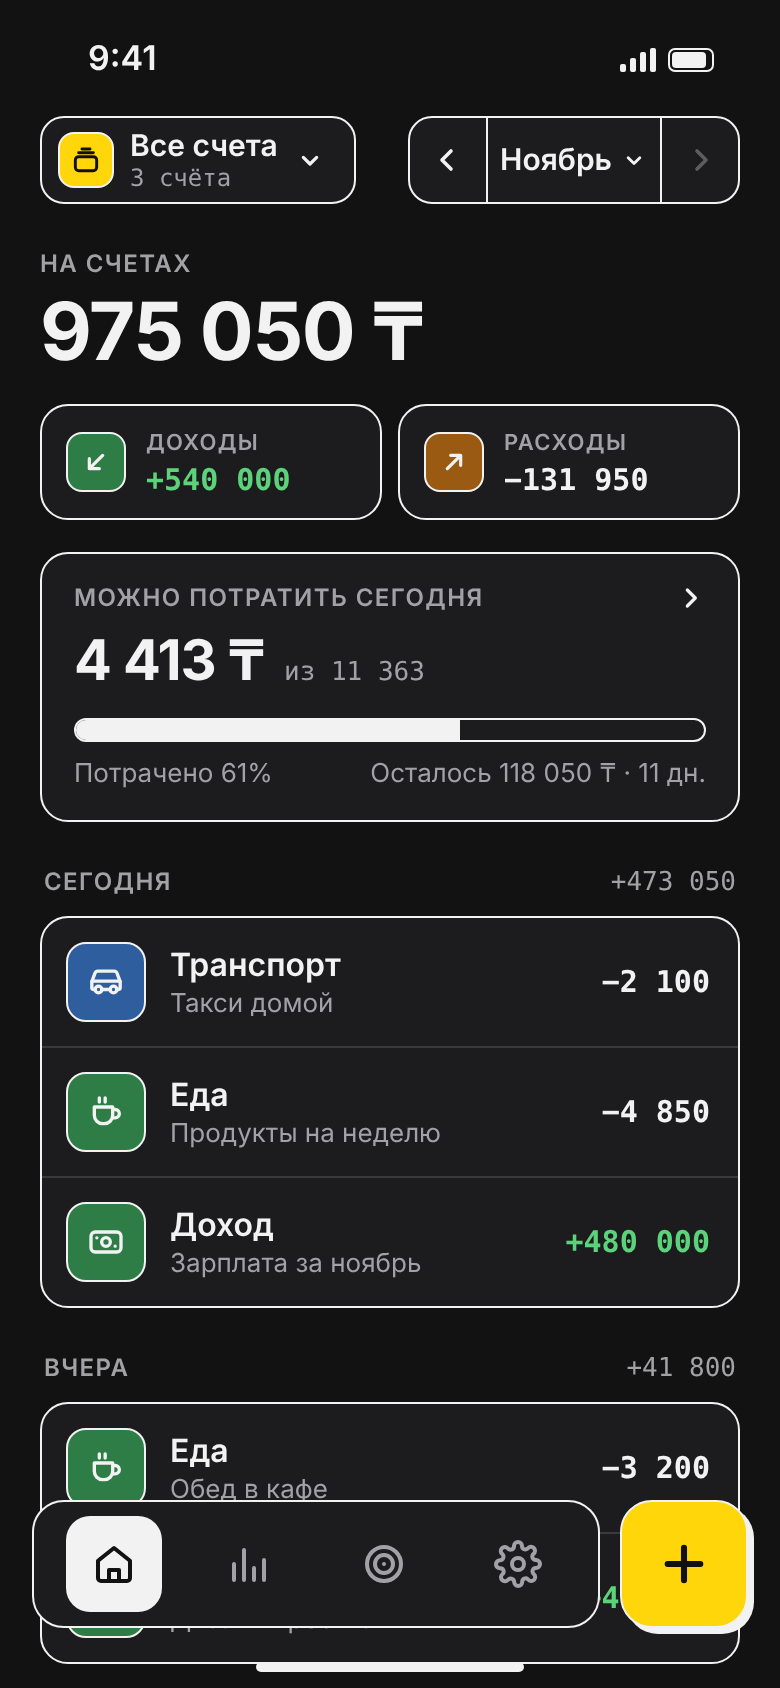 9:41
Все счета
3 счёта
Ноябрь
НА СЧЕТАХ
975 050 ₸
ДОХОДЫ
+540 000
РАСХОДЫ
−131 950
МОЖНО ПОТРАТИТЬ СЕГОДНЯ
4 413 ₸ из 11 363
Потрачено 61%
Осталось 118 050 ₸ · 11 дн.
СЕГОДНЯ
+473 050
Транспорт
Такси домой
−2 100
Еда
Продукты на неделю
−4 850
Доход
Зарплата за ноябрь
+480 000
ВЧЕРА
+41 800
Еда
Обед в кафе
−3 200